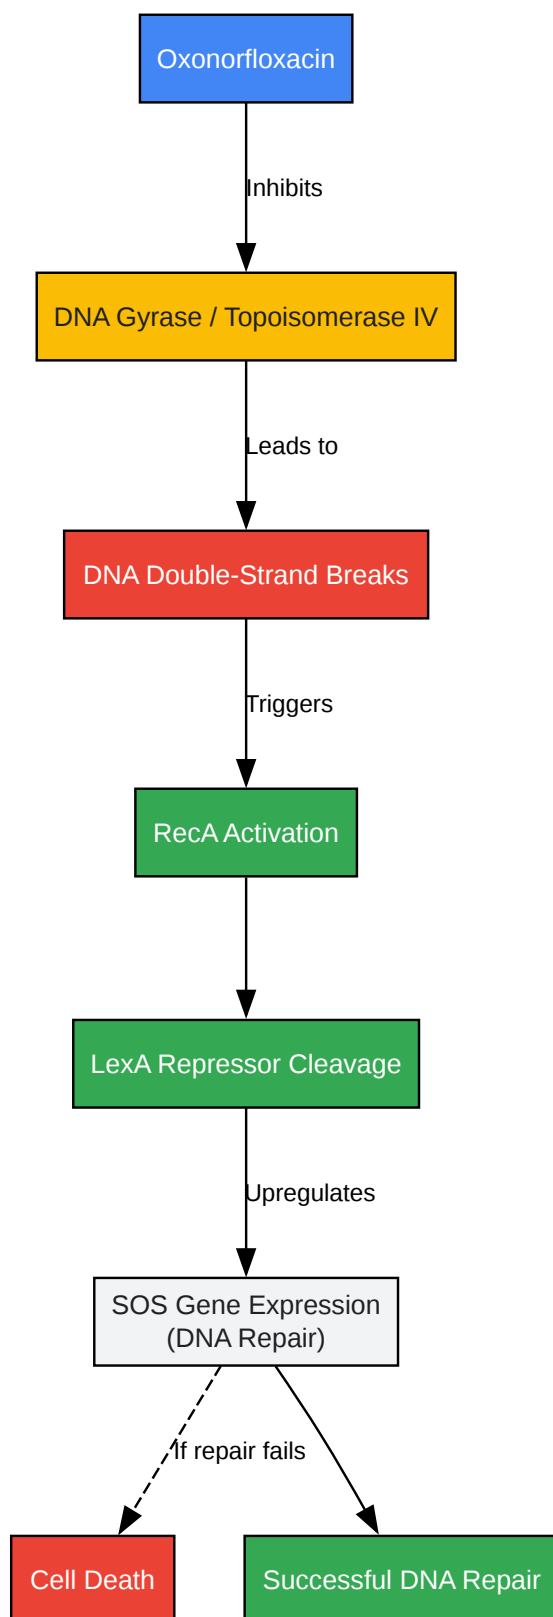 Oxonorfloxacin
Inhibits
DNA Gyrase / Topoisomerase IV
Leads to
DNA Double-Strand Breaks
Triggers
RecA Activation
LexA Repressor Cleavage
Upregulates
SOS Gene Expression
(DNA Repair)
If repair fails
Cell Death
Successful DNA Repair